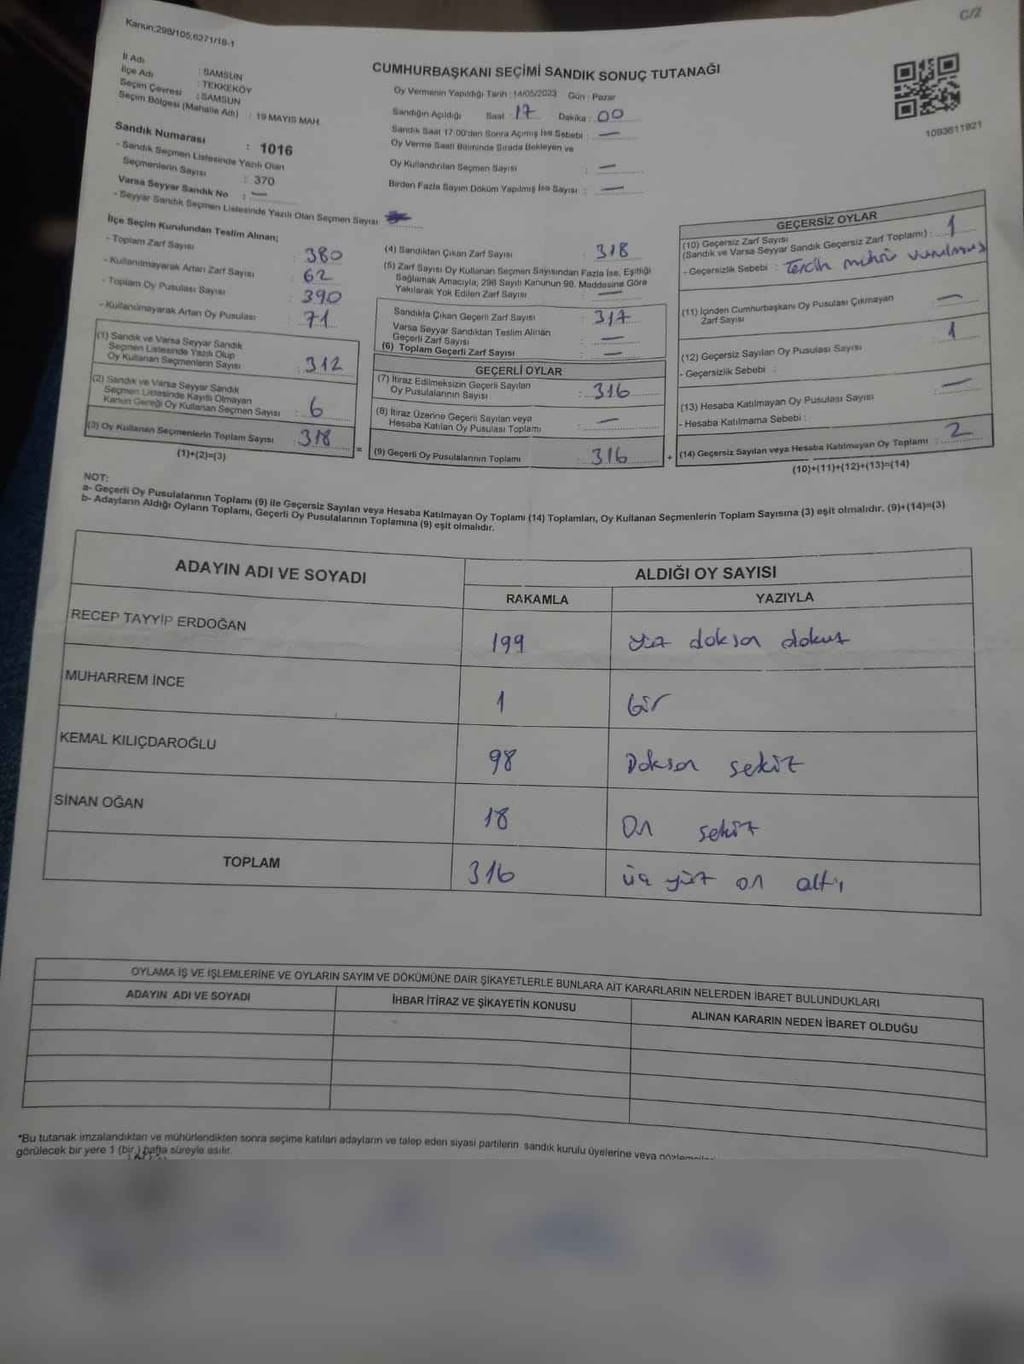 C/2
Kanun;298/105,6271/18-1
İl Adı : SAMSUN
İlçe Adı : TEKKEKÖY
Seçim Çevresi : SAMSUN
Seçim Bölgesi (Mahalle Adı) : 19 MAYIS MAH.
Sandık Numarası : 1016
- Sandık Seçmen Listesinde Yazılı Olan
Seçmenlerin Sayısı : 370
Varsa Seyyar Sandık No : —
- Seyyar Sandık Seçmen Listesinde Yazılı Olan Seçmen Sayısı
CUMHURBAŞKANI SEÇİMİ SANDIK SONUÇ TUTANAĞI
Oy Vermenin Yapıldığı Tarih : 14/05/2023 Gün : Pazar
Sandığın Açıldığı Saat : 17 Dakika : 00
Sandık Saat 17:00'den Sonra Açılmış İse Sebebi : —
Oy Verme Saati Bitiminde Sırada Bekleyen ve
Oy Kullandırılan Seçmen Sayısı : —
Birden Fazla Sayım Döküm Yapılmış İse Sayısı : —
1093611921
İlçe Seçim Kurulundan Teslim Alınan;
- Toplam Zarf Sayısı : 380
- Kullanılmayarak Artan Zarf Sayısı : 62
- Toplam Oy Pusulası Sayısı : 390
- Kullanılmayarak Artan Oy Pusulası : 71
(1) Sandık ve Varsa Seyyar Sandık
Seçmen Listesinde Yazılı Olup
Oy Kullanan Seçmenlerin Sayısı : 312
(2) Sandık ve Varsa Seyyar Sandık
Seçmen Listesinde Kayıtlı Olmayan
Kanun Gereği Oy Kullanan Seçmen Sayısı : 6
(3) Oy Kullanan Seçmenlerin Toplam Sayısı : 318
(1)+(2)=(3)
=
(4) Sandıktan Çıkan Zarf Sayısı : 318
(5) Zarf Sayısı Oy Kullanan Seçmen Sayısından Fazla İse, Eşitliği
Sağlamak Amacıyla; 298 Sayılı Kanunun 98. Maddesine Göre
Yakılarak Yok Edilen Zarf Sayısı : —
Sandıkla Çıkan Geçerli Zarf Sayısı : 317
Varsa Seyyar Sandıktan Teslim Alınan
Geçerli Zarf Sayısı : —
(6) Toplam Geçerli Zarf Sayısı : —
GEÇERLİ OYLAR
(7) İtiraz Edilmeksizin Geçerli Sayılan
Oy Pusulalarının Sayısı : 316
(8) İtiraz Üzerine Geçerli Sayılan veya
Hesaba Katılan Oy Pusulası Toplamı : —
(9) Geçerli Oy Pusulalarının Toplamı : 316
+
GEÇERSİZ OYLAR
(10) Geçersiz Zarf Sayısı
(Sandık ve Varsa Seyyar Sandık Geçersiz Zarf Toplamı) : 1
- Geçersizlik Sebebi : Tercih mührü vurulmuş
(11) İçinden Cumhurbaşkanı Oy Pusulası Çıkmayan
Zarf Sayısı : —
(12) Geçersiz Sayılan Oy Pusulası Sayısı : 1
- Geçersizlik Sebebi :
(13) Hesaba Katılmayan Oy Pusulası Sayısı : —
- Hesaba Katılmama Sebebi :
(14) Geçersiz Sayılan veya Hesaba Katılmayan Oy Toplamı : 2
(10)+(11)+(12)+(13)=(14)
NOT:
a- Geçerli Oy Pusulalarının Toplamı (9) ile Geçersiz Sayılan veya Hesaba Katılmayan Oy Toplamı (14) Toplamları, Oy Kullanan Seçmenlerin Toplam Sayısına (3) eşit olmalıdır. (9)+(14)=(3)
b- Adayların Aldığı Oyların Toplamı, Geçerli Oy Pusulalarının Toplamına (9) eşit olmalıdır.
ADAYIN ADI VE SOYADI
ALDIĞI OY SAYISI
RAKAMLA YAZIYLA
RECEP TAYYİP ERDOĞAN 199 yüz doksan dokuz
MUHARREM İNCE 1 bir
KEMAL KILIÇDAROĞLU 98 Doksan sekiz
SİNAN OĞAN 18 On sekiz
TOPLAM 316 üç yüz on altı
OYLAMA İŞ VE İŞLEMLERİNE VE OYLARIN SAYIM VE DÖKÜMÜNE DAİR ŞİKAYETLERLE BUNLARA AİT KARARLARIN NELERDEN İBARET BULUNDUKLARI
ADAYIN ADI VE SOYADI İHBAR İTİRAZ VE ŞİKAYETİN KONUSU ALINAN KARARIN NEDEN İBARET OLDUĞU
*Bu tutanak imzalandıktan ve mühürlendikten sonra seçime katılan adayların ve talep eden siyasi partilerin sandık kurulu üyelerine veya
görülecek bir yere 1 (bir) hafta süreyle asılır.